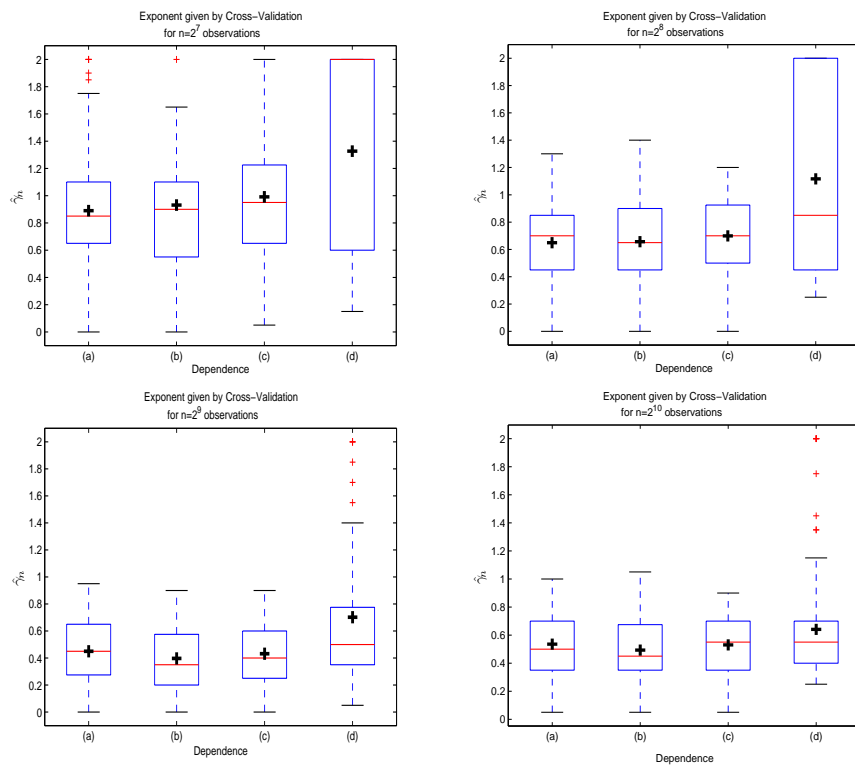 Exponent given by Cross−Validation
for n=2^7 observations
2
1.8
1.6
1.4
1.2
1
0.8
0.6
0.4
0.2
0
γ̂n
(a) (b) (c) (d)
Dependence
Exponent given by Cross−Validation
for n=2^8 observations
2
1.8
1.6
1.4
1.2
1
0.8
0.6
0.4
0.2
0
γ̂n
(a) (b) (c) (d)
Dependence
Exponent given by Cross−Validation
for n=2^9 observations
2
1.8
1.6
1.4
1.2
1
0.8
0.6
0.4
0.2
0
γ̂n
(a) (b) (c) (d)
Dependence
Exponent given by Cross−Validation
for n=2^10 observations
2
1.8
1.6
1.4
1.2
1
0.8
0.6
0.4
0.2
0
γ̂n
(a) (b) (c) (d)
Dependence